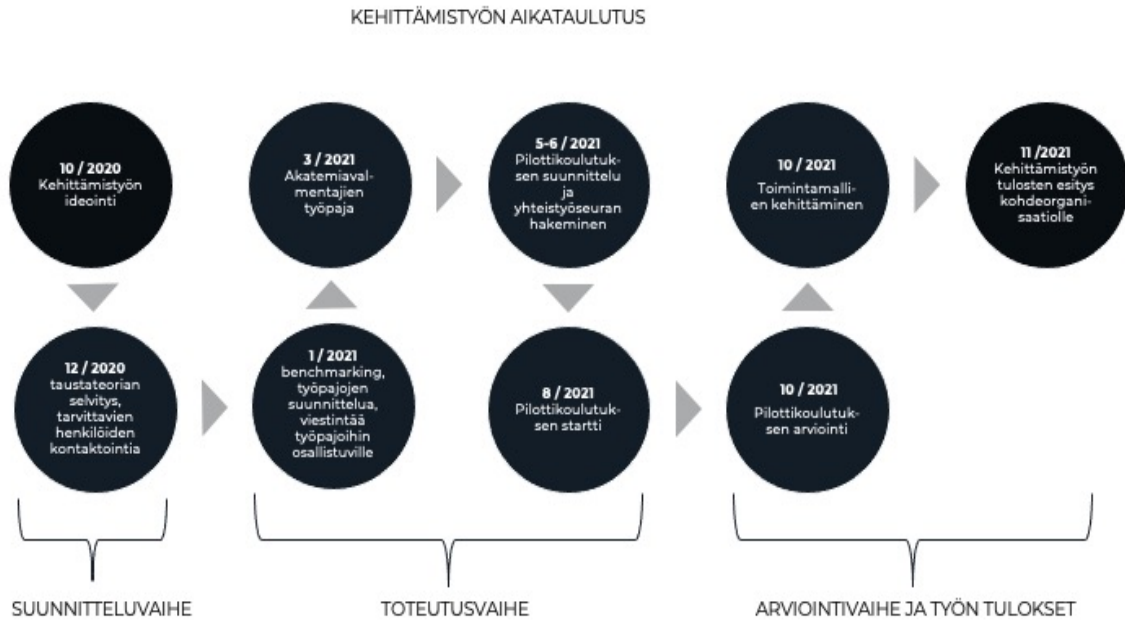 KEHITTÄMISTYÖN AIKATAULUTUS
10 / 2020
Kehittämistyön
ideointi
12 / 2020
taustateorian
selvitys,
tarvittavien
henkilöiden
kontaktointia
1 / 2021
benchmarking,
työpajojen
suunnittelua,
viestintää
työpajoihin
osallistuville
3 / 2021
Akatemiaval-
mentajien
työpaja
5-6 / 2021
Pilottikoulutuk-
sen suunnittelu
ja
yhteistyöseuran
hakeminen
8 / 2021
Pilottikoulutuk-
sen startti
10 / 2021
Pilottikoulutuk-
sen arviointi
10 / 2021
Toimintamalli-
en kehittäminen
11 /2021
Kehittämistyön
tulosten esitys
kohdeorgani-
saatiolle
SUUNNITTELUVAIHE
TOTEUTUSVAIHE
ARVIOINTIVAIHE JA TYÖN TULOKSET